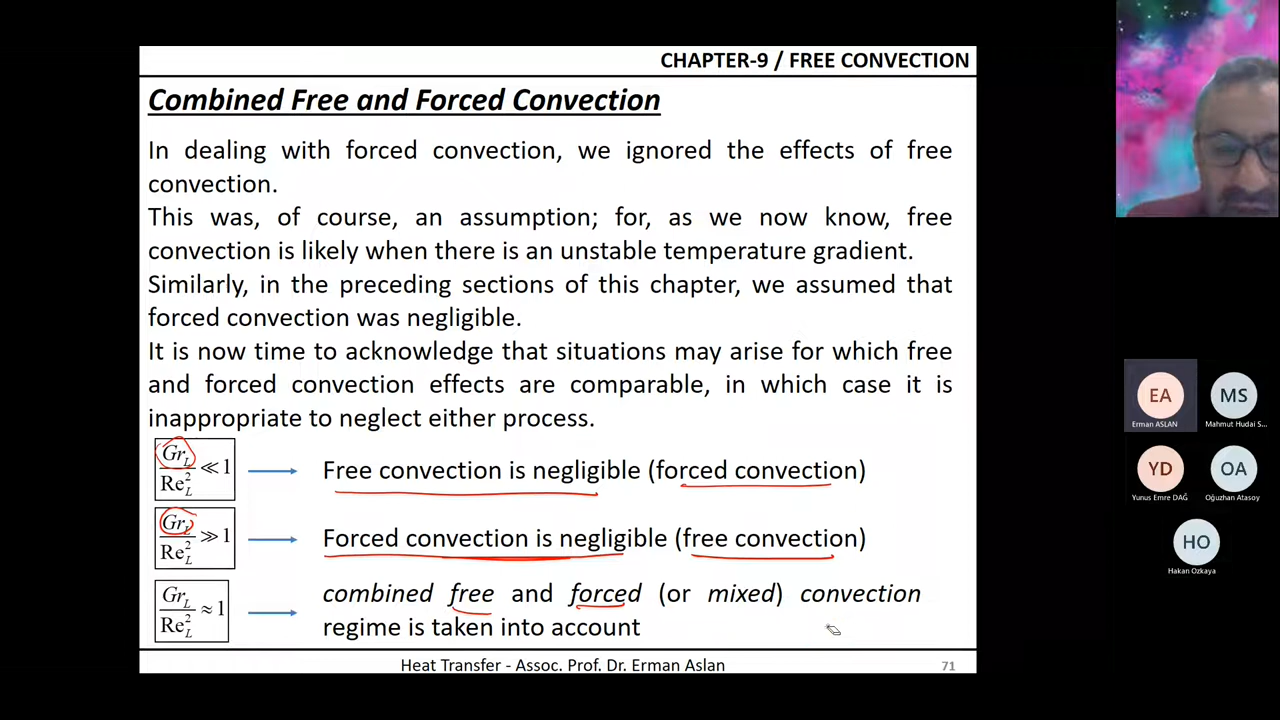 CHAPTER-9 / FREE CONVECTION
Combined Free and Forced Convection
In dealing with forced convection, we ignored the effects of free
convection.
This was, of course, an assumption; for, as we now know, free
convection is likely when there is an unstable temperature gradient.
Similarly, in the preceding sections of this chapter, we assumed that
forced convection was negligible.
It is now time to acknowledge that situations may arise for which free
and forced convection effects are comparable, in which case it is
inappropriate to neglect either process.
Gr_L / Re_L^2 ≪ 1 → Free convection is negligible (forced convection)
Gr_L / Re_L^2 ≫ 1 → Forced convection is negligible (free convection)
Gr_L / Re_L^2 ≈ 1 → combined free and forced (or mixed) convection
regime is taken into account
Heat Transfer - Assoc. Prof. Dr. Erman Aslan 71
EA MS
Erman ASLAN Mahmut Hudai S...
YD OA
Yunus Emre DAĞ Oğuzhan Atasoy
HO
Hakan Ozkaya